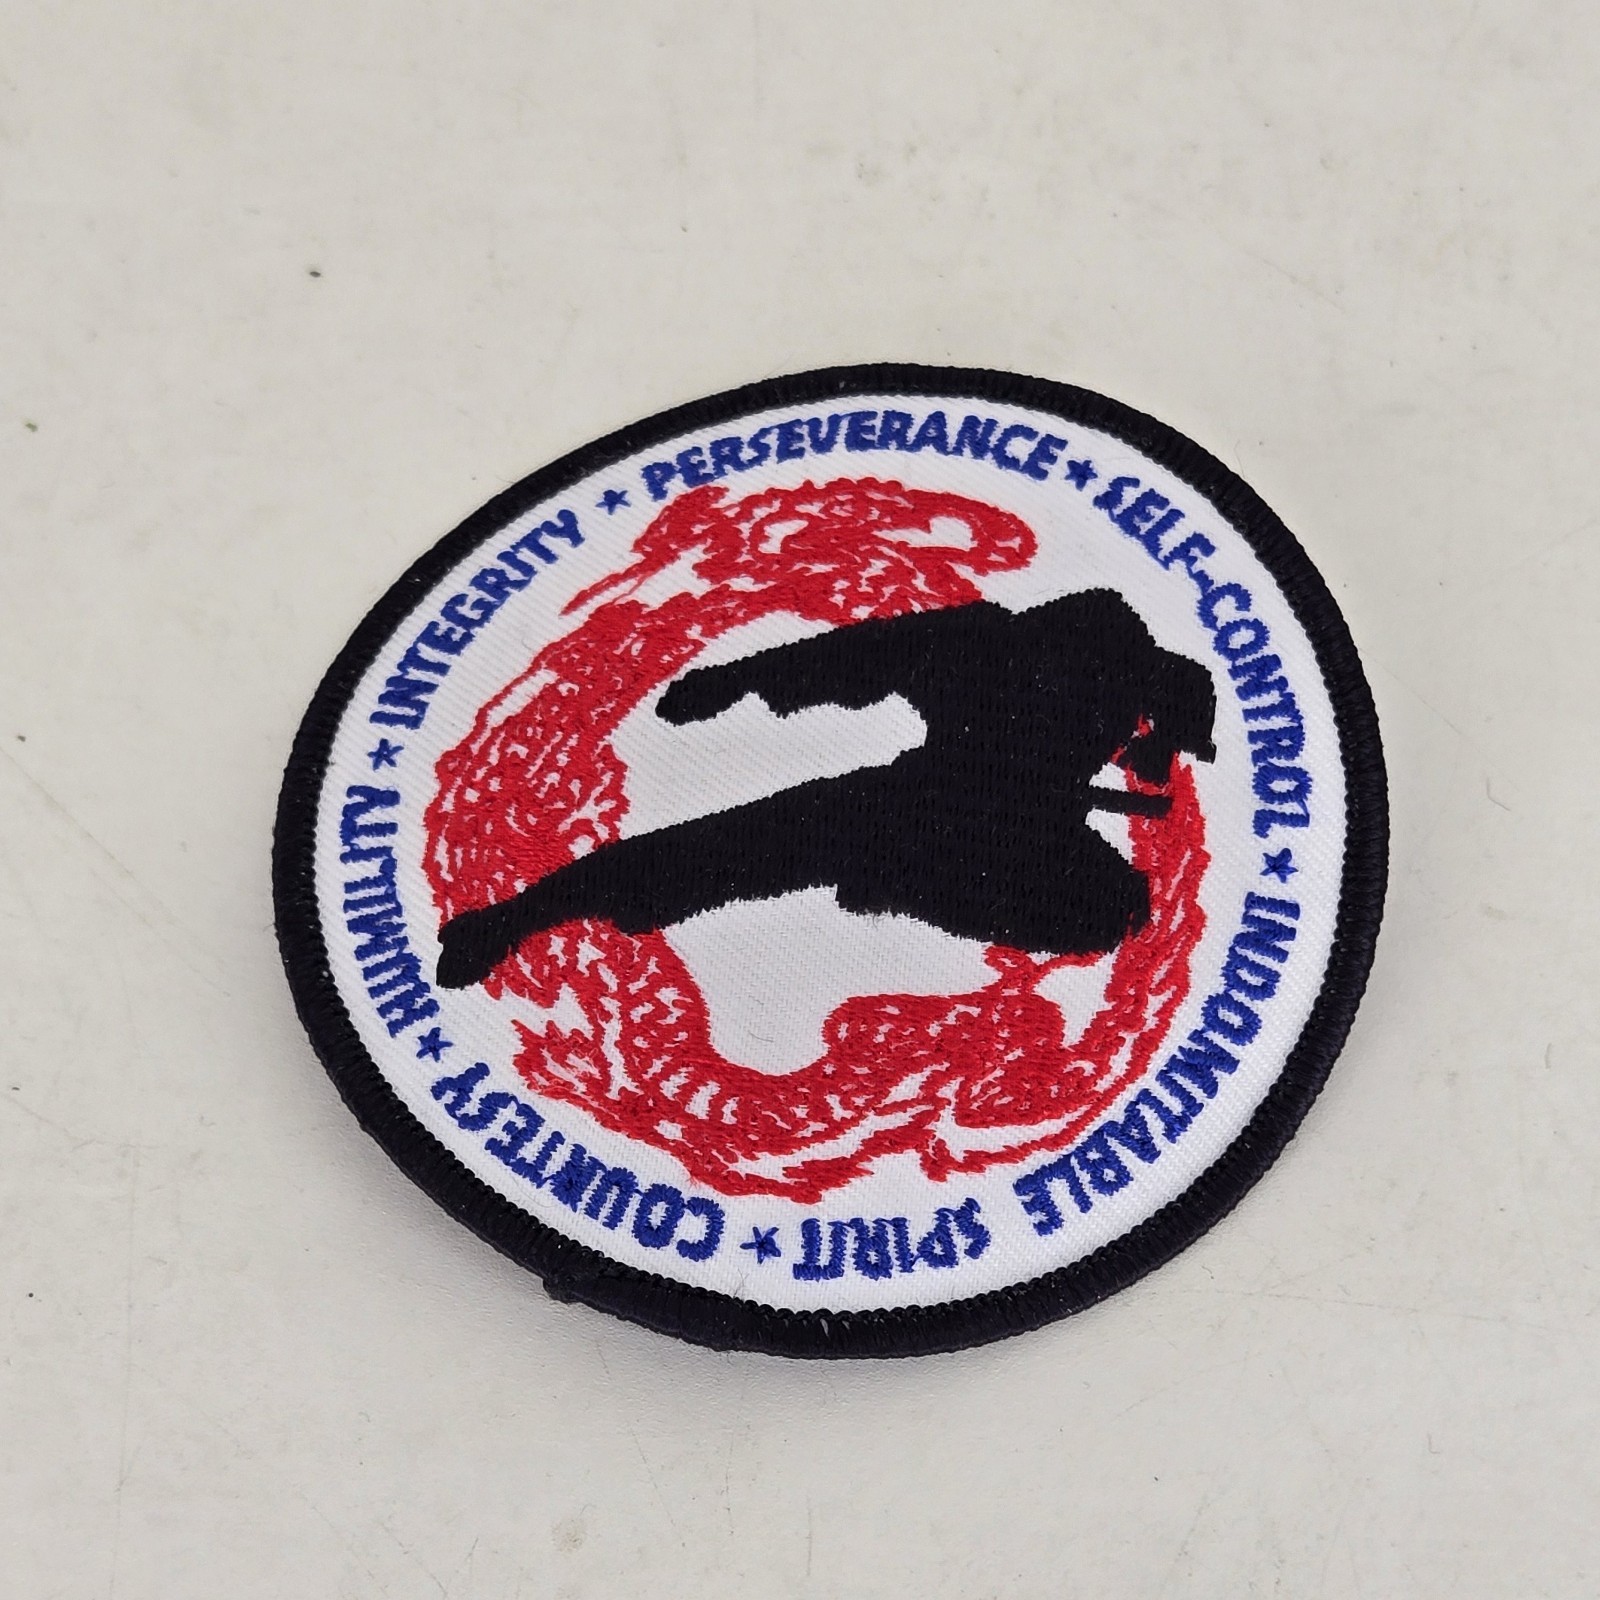 COURTESY ★ HUMILITY ★ INTEGRITY ★ PERSEVERANCE ★ SELF-CONTROL ★ INDOMITABLE SPIRIT ★